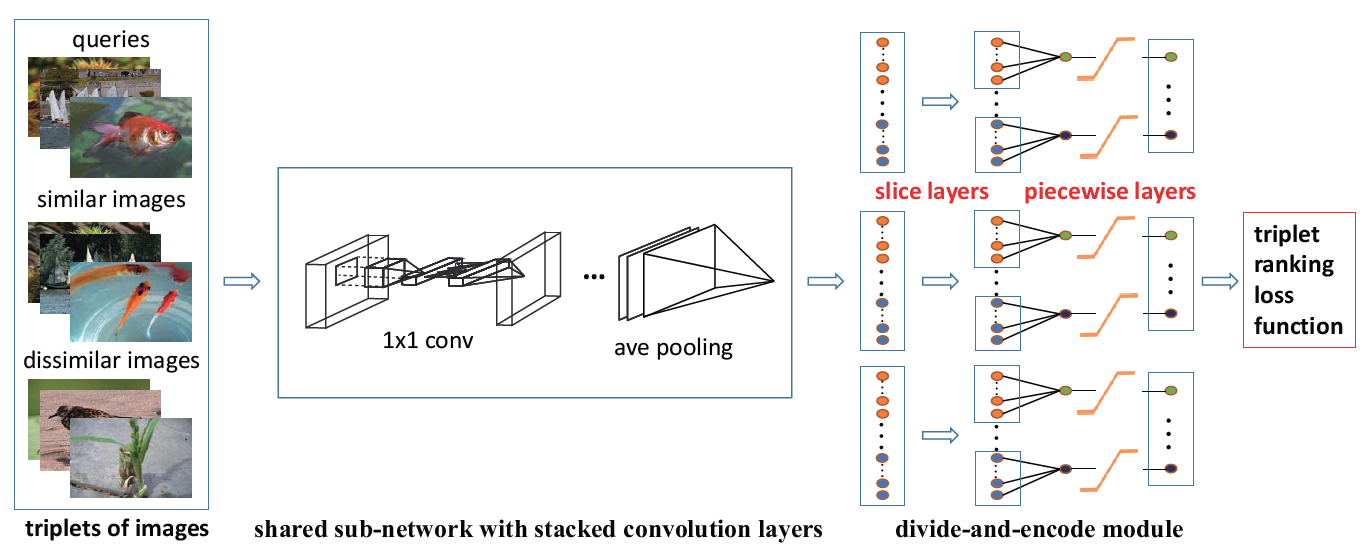 queries
similar images
dissimilar images
triplets of images
1x1 conv
...
ave pooling
shared sub-network with stacked convolution layers
slice layers
piecewise layers
divide-and-encode module
triplet
ranking
loss
function